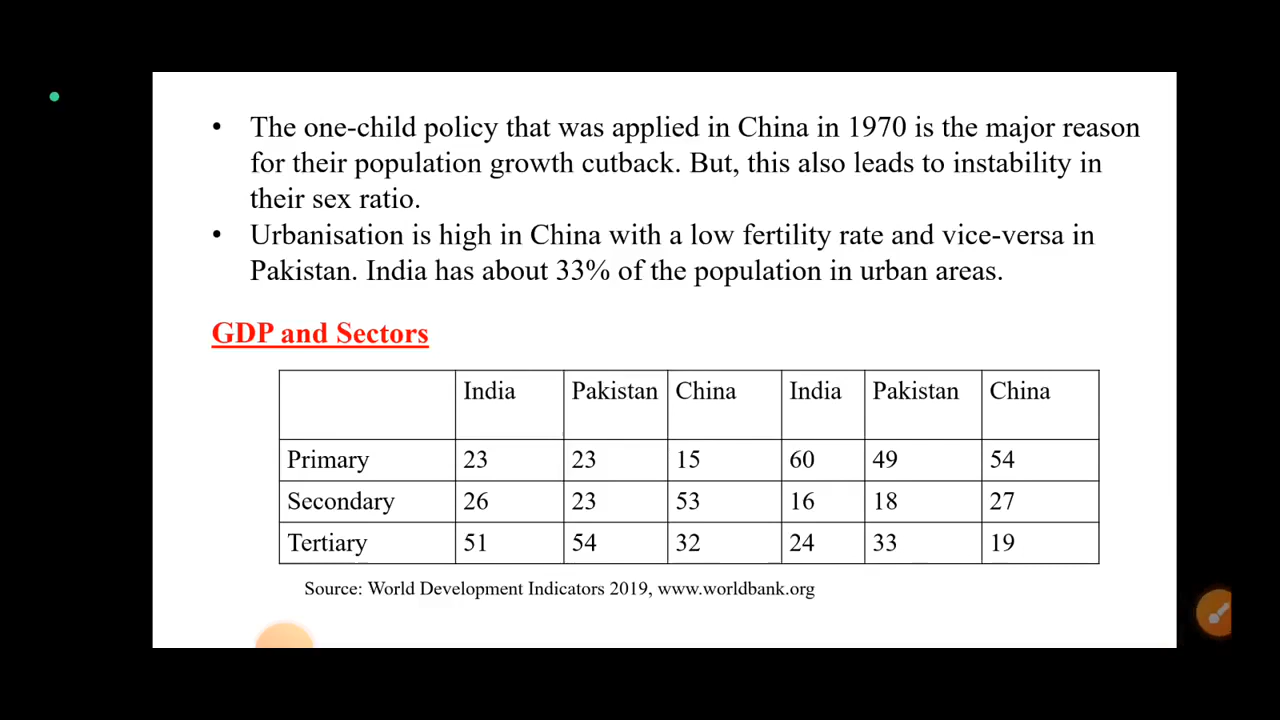 • The one-child policy that was applied in China in 1970 is the major reason
for their population growth cutback. But, this also leads to instability in
their sex ratio.
• Urbanisation is high in China with a low fertility rate and vice-versa in
Pakistan. India has about 33% of the population in urban areas.
GDP and Sectors
India Pakistan China India Pakistan China
Primary 23 23 15 60 49 54
Secondary 26 23 53 16 18 27
Tertiary 51 54 32 24 33 19
Source: World Development Indicators 2019, www.worldbank.org